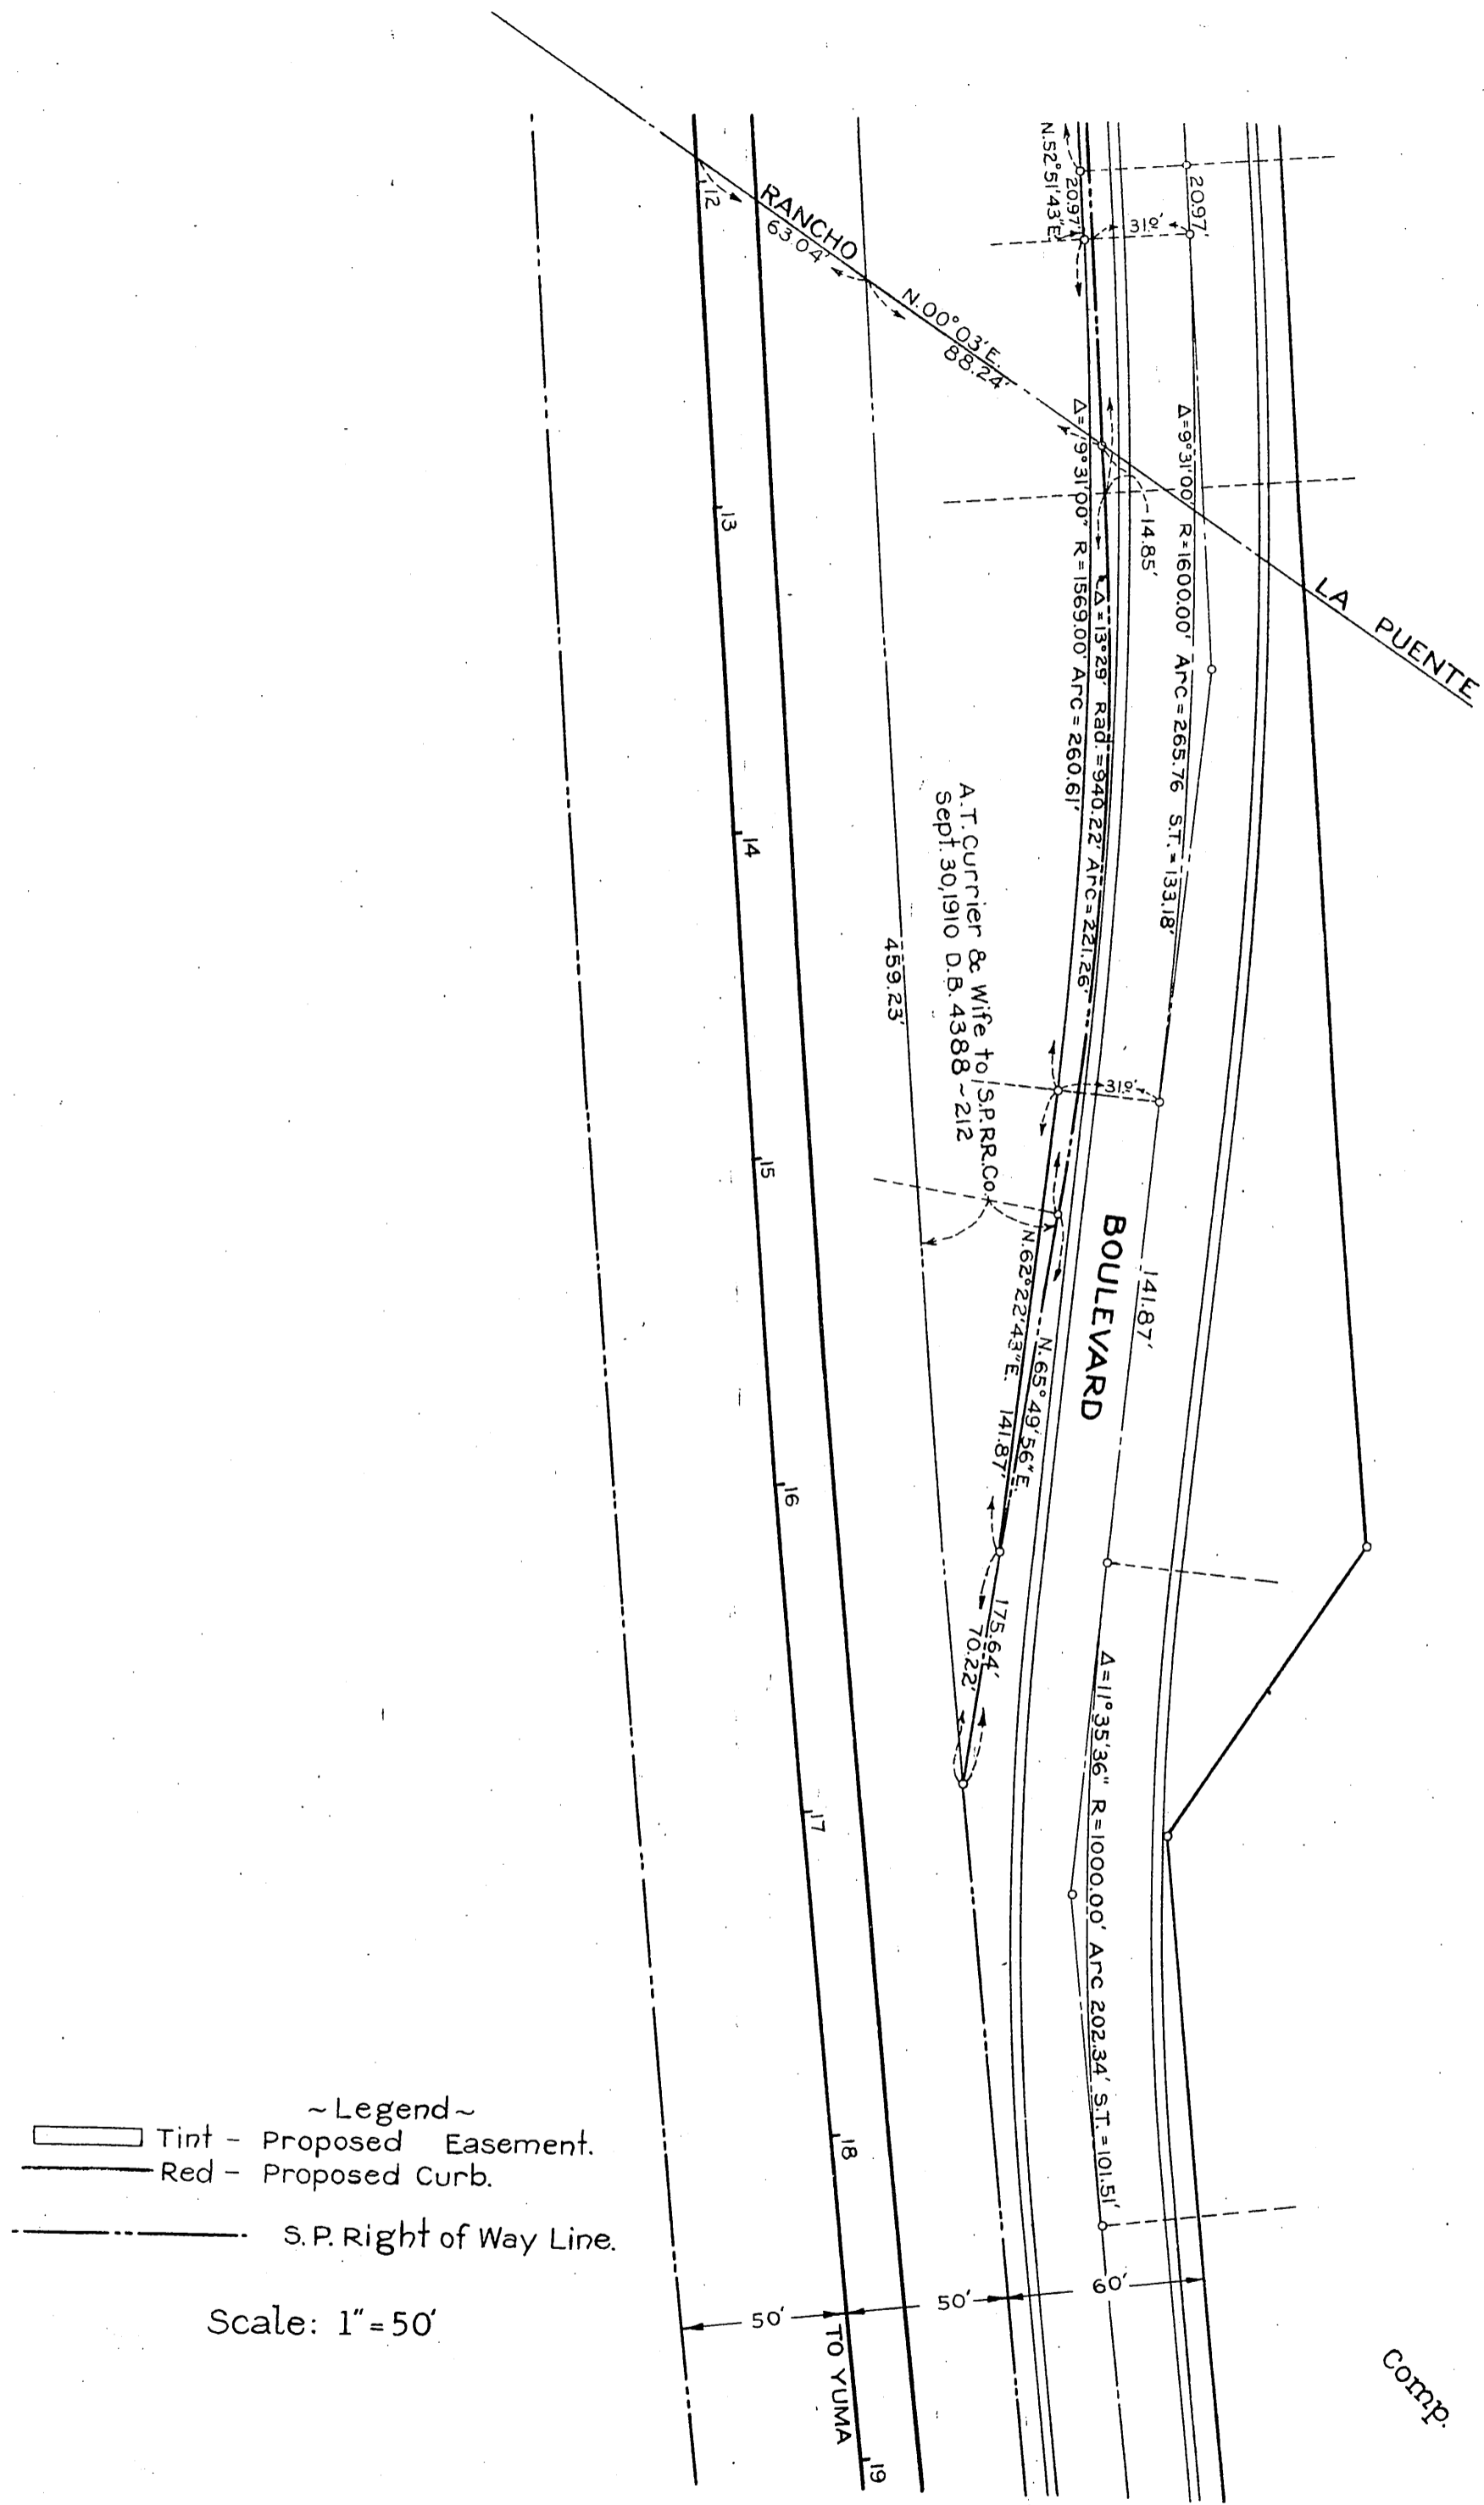 RANCHO
63.04'
N.00°03'E.
88.24'
LA PUENTE
N.52°51'43"E.
20.97'
20.97'
31.0'
14.85'
Δ=9°31'00" R=1600.00' Arc=265.76 S.T.=133.18'
Δ=13°29' Rad.=940.22' Arc=221.26'
Δ=9°31'00" R=1569.00' Arc=260.61'
A.T. Currier & Wife to S.P.RR.Co.
Sept. 30, 1910 D.B. 4388~212
459.23'
31.0'
BOULEVARD
141.87'
N.62°22'43"E. 141.87'
N.65°49'56"E.
175.64'
70.22'
Δ=11°35'36" R=1000.00' Arc 202.34' S.T.=101.51'
12
13
14
15
16
17
18
19
50'
50'
60'
TO YUMA
~Legend~
Tint - Proposed Easement.
Red - Proposed Curb.
S.P. Right of Way Line.
Scale: 1"=50'
Comp.